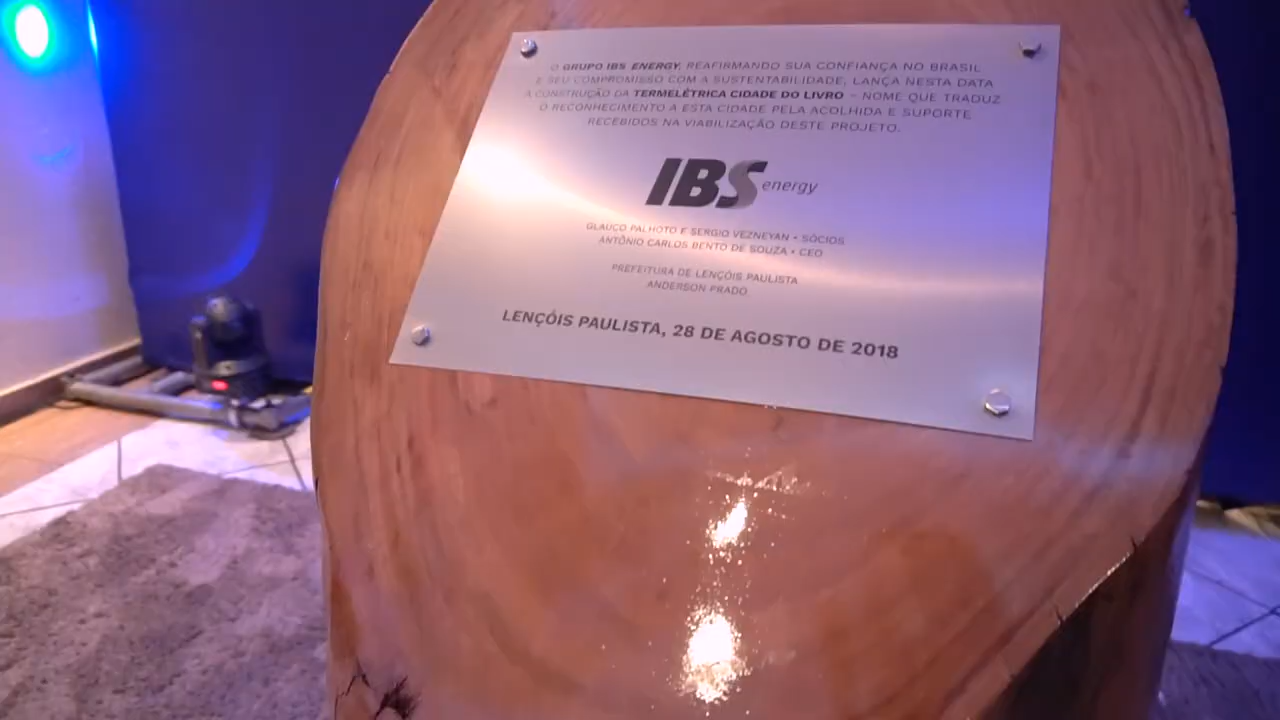 O GRUPO IBS ENERGY, REAFIRMANDO SUA CONFIANÇA NO BRASIL
E SEU COMPROMISSO COM A SUSTENTABILIDADE, LANÇA NESTA DATA
A CONSTRUÇÃO DA TERMELÉTRICA CIDADE DO LIVRO – NOME QUE TRADUZ
O RECONHECIMENTO A ESTA CIDADE PELA ACOLHIDA E SUPORTE
RECEBIDOS NA VIABILIZAÇÃO DESTE PROJETO.
IBS energy
GLAUCO PALHOTO E SERGIO VEZNEYAN • SÓCIOS
ANTÔNIO CARLOS BENTO DE SOUZA • CEO
PREFEITURA DE LENÇÓIS PAULISTA
ANDERSON PRADO
LENÇÓIS PAULISTA, 28 DE AGOSTO DE 2018